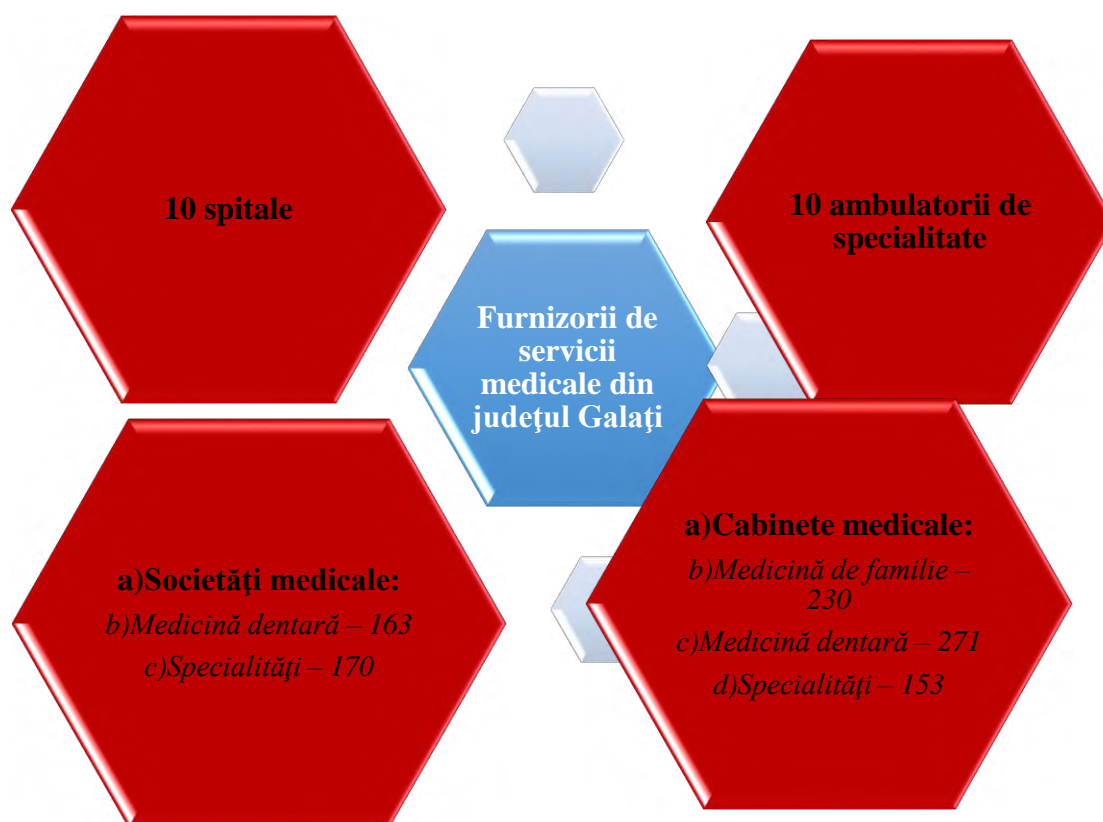 10 spitale
10 ambulatorii de
specialitate
Furnizorii de
servicii
medicale din
judeţul Galaţi
a)Societăţi medicale:
b)Medicină dentară – 163
c)Specialităţi – 170
a)Cabinete medicale:
b)Medicină de familie –
230
c)Medicină dentară – 271
d)Specialităţi – 153